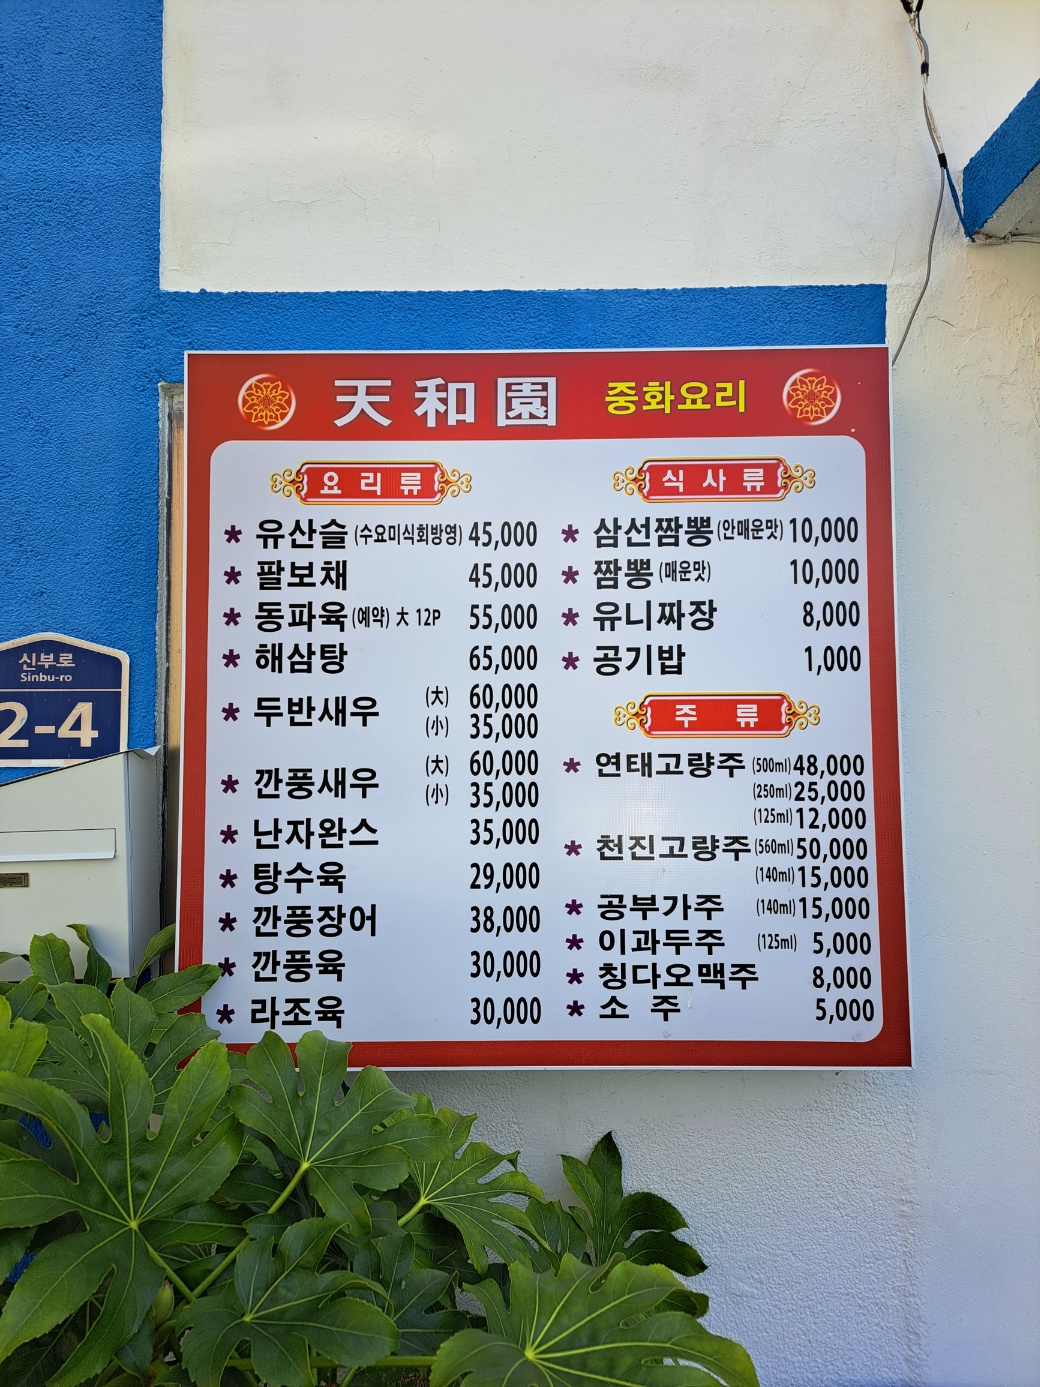 天和園 중화요리
요리류
* 유산슬 (수요미식회방영) 45,000
* 팔보채 45,000
* 동파육 (예약) 大 12P 55,000
* 해삼탕 65,000
* 두반새우 (大) 60,000
(小) 35,000
* 깐풍새우 (大) 60,000
(小) 35,000
* 난자완스 35,000
* 탕수육 29,000
* 깐풍장어 38,000
* 깐풍육 30,000
* 라조육 30,000
식사류
* 삼선짬뽕 (안매운맛) 10,000
* 짬뽕 (매운맛) 10,000
* 유니짜장 8,000
* 공기밥 1,000
주류
* 연태고량주 (500ml) 48,000
(250ml) 25,000
(125ml) 12,000
* 천진고량주 (560ml) 50,000
(140ml) 15,000
* 공부가주 (140ml) 15,000
* 이과두주 (125ml) 5,000
* 칭다오맥주 8,000
* 소 주 5,000
신부로
Sinbu-ro
2-4